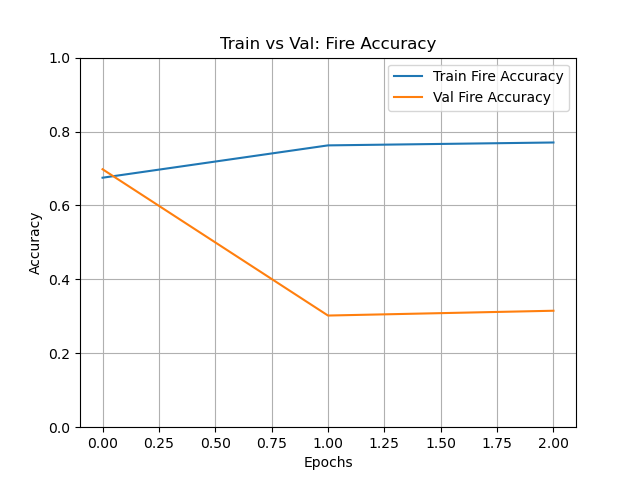 Train vs Val: Fire Accuracy
1.0
Train Fire Accuracy
Val Fire Accuracy
0.8
0.6
Accuracy
0.4
0.2
0.0
0.00 0.25 0.50 0.75 1.00 1.25 1.50 1.75 2.00
Epochs